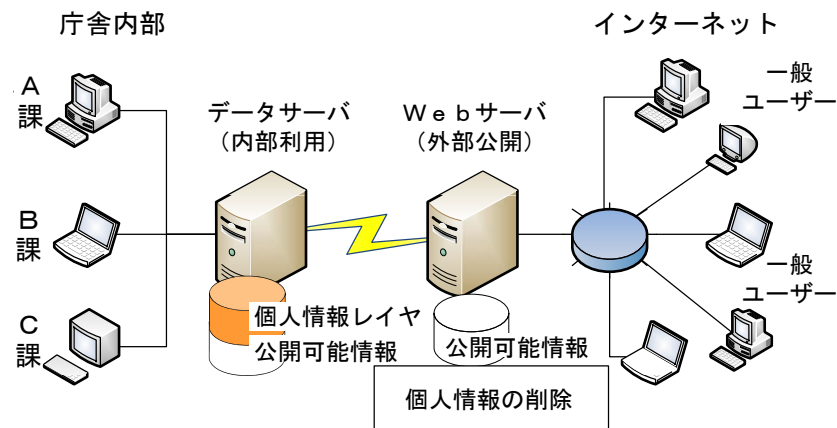 庁舎内部
インターネット
A
課
データサーバ
（内部利用）
Ｗｅｂサーバ
（外部公開）
一般
ユーザー
B
課
C
課
個人情報レイヤ
公開可能情報
公開可能情報
個人情報の削除
一般
ユーザー